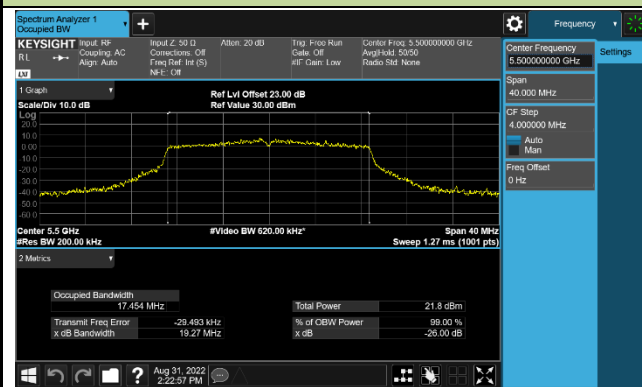 Spectrum Analyzer 1
Occupied BW
+
Frequency
KEYSIGHT
RL
LXI
Input: RF
Coupling: AC
Align: Auto
Input Z: 50 Ω
Corrections: Off
Freq Ref: Int (S)
NFE: Off
Atten: 20 dB
Trig: Free Run
Gate: Off
#IF Gain: Low
Center Freq: 5.500000000 GHz
Avg|Hold: 50/50
Radio Std: None
Center Frequency
5.500000000 GHz
Settings
Span
40.000 MHz
CF Step
4.000000 MHz
Auto
Man
Freq Offset
0 Hz
1 Graph
Scale/Div 10.0 dB
Ref Lvl Offset 23.00 dB
Ref Value 30.00 dBm
Log
20.0
10.0
0.00
-10.0
-20.0
-30.0
-40.0
-50.0
-60.0
Center 5.5 GHz
#Res BW 200.00 kHz
#Video BW 620.00 kHz*
Span 40 MHz
Sweep 1.27 ms (1001 pts)
2 Metrics
Occupied Bandwidth
17.454 MHz
Total Power 21.8 dBm
Transmit Freq Error -29.493 kHz
% of OBW Power 99.00 %
x dB Bandwidth 19.27 MHz
x dB -26.00 dB
?
Aug 31, 2022
2:22:57 PM